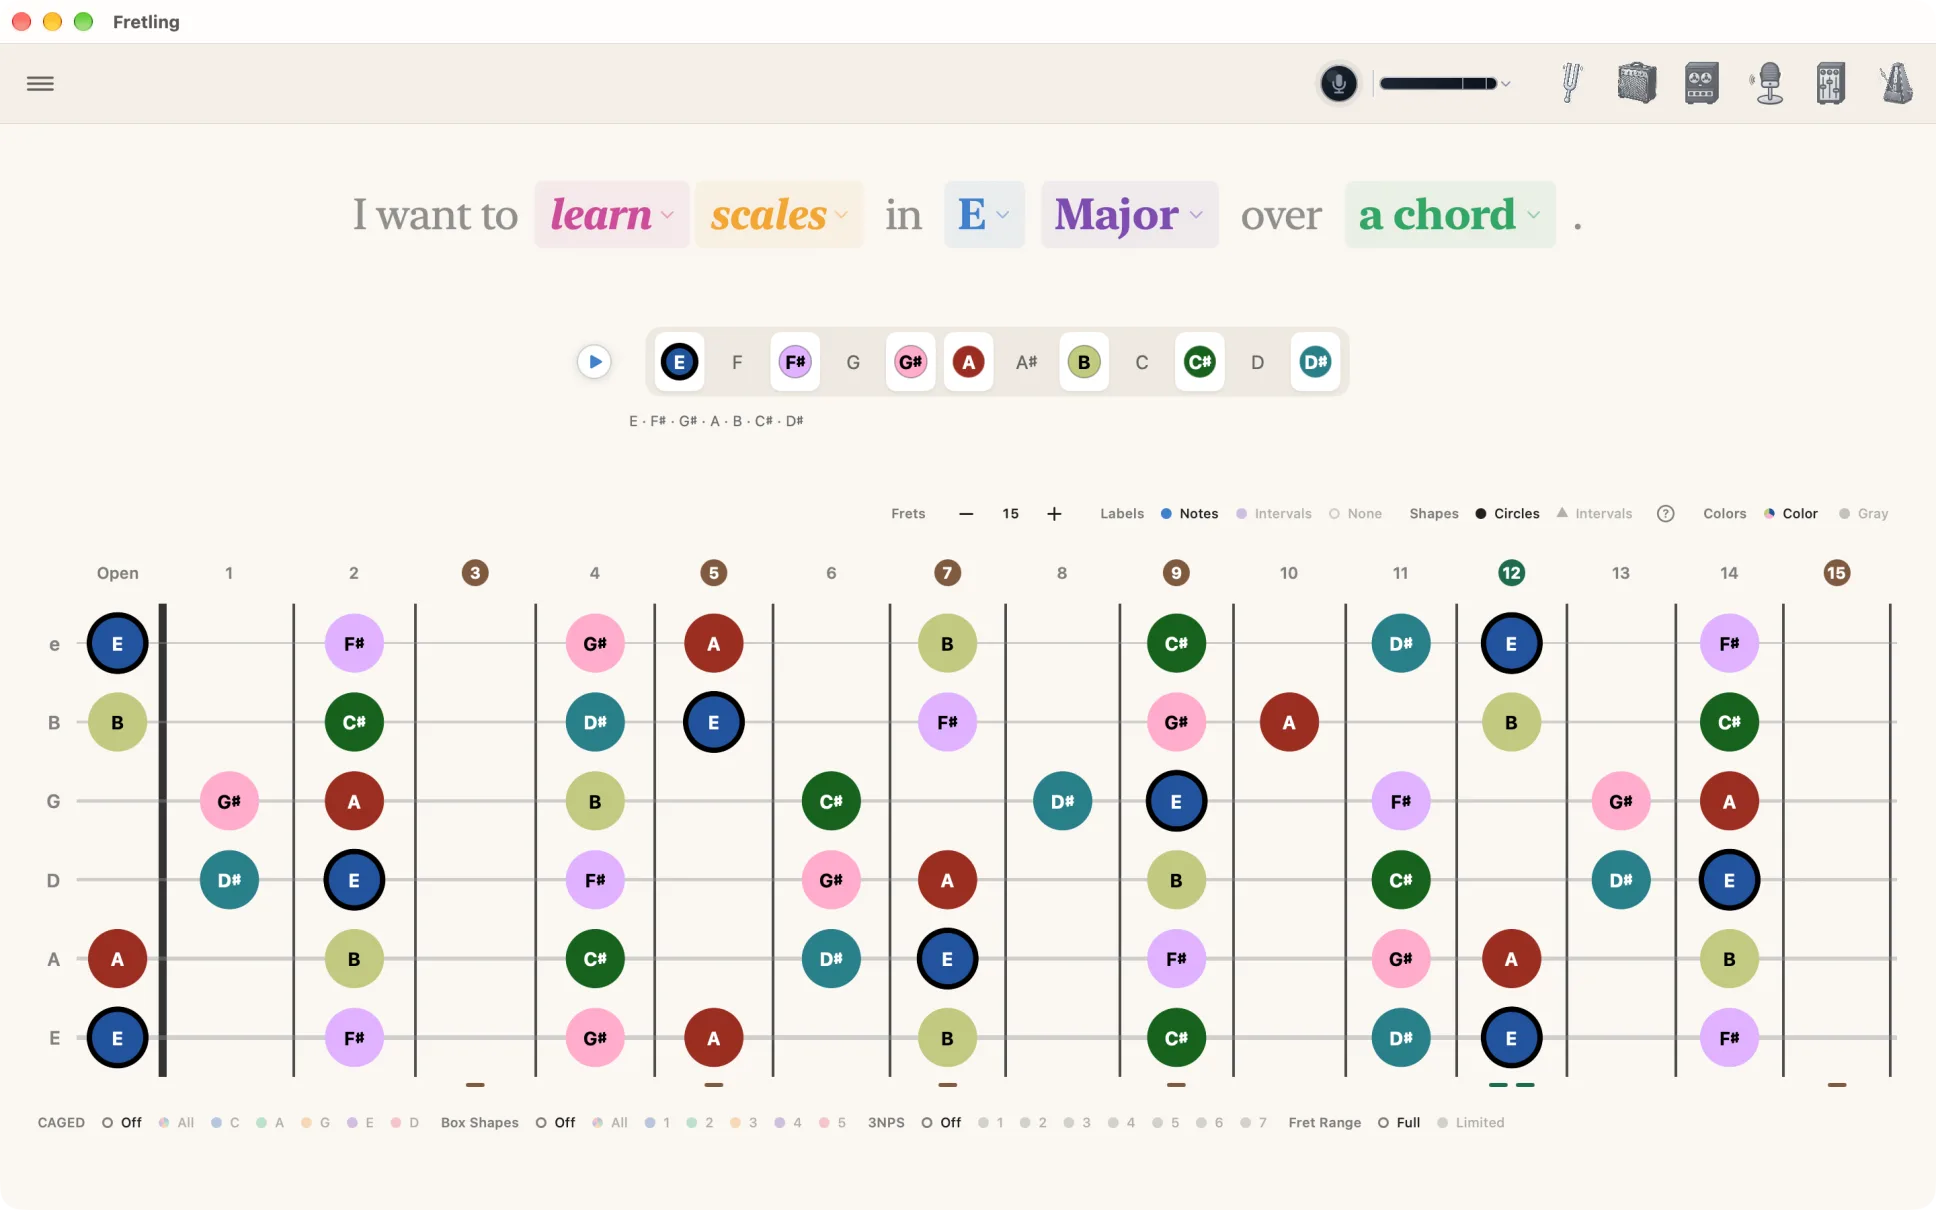 Fretling
I want to learn scales in E Major over a chord .
E F F# G G# A A# B C C# D D#
E · F# · G# · A · B · C# · D#
Frets − 15 + Labels Notes Intervals None Shapes Circles Intervals ? Colors Color Gray
Open 1 2 3 4 5 6 7 8 9 10 11 12 13 14 15
e E F# G# A B C# D# E F#
B B C# D# E F# G# A B C#
G G# A B C# D# E F# G# A
D D# E F# G# A B C# D# E
A A B C# D# E F# G# A B
E E F# G# A B C# D# E F#
CAGED Off All C A G E D Box Shapes Off All 1 2 3 4 5 3NPS Off 1 2 3 4 5 6 7 Fret Range Full Limited